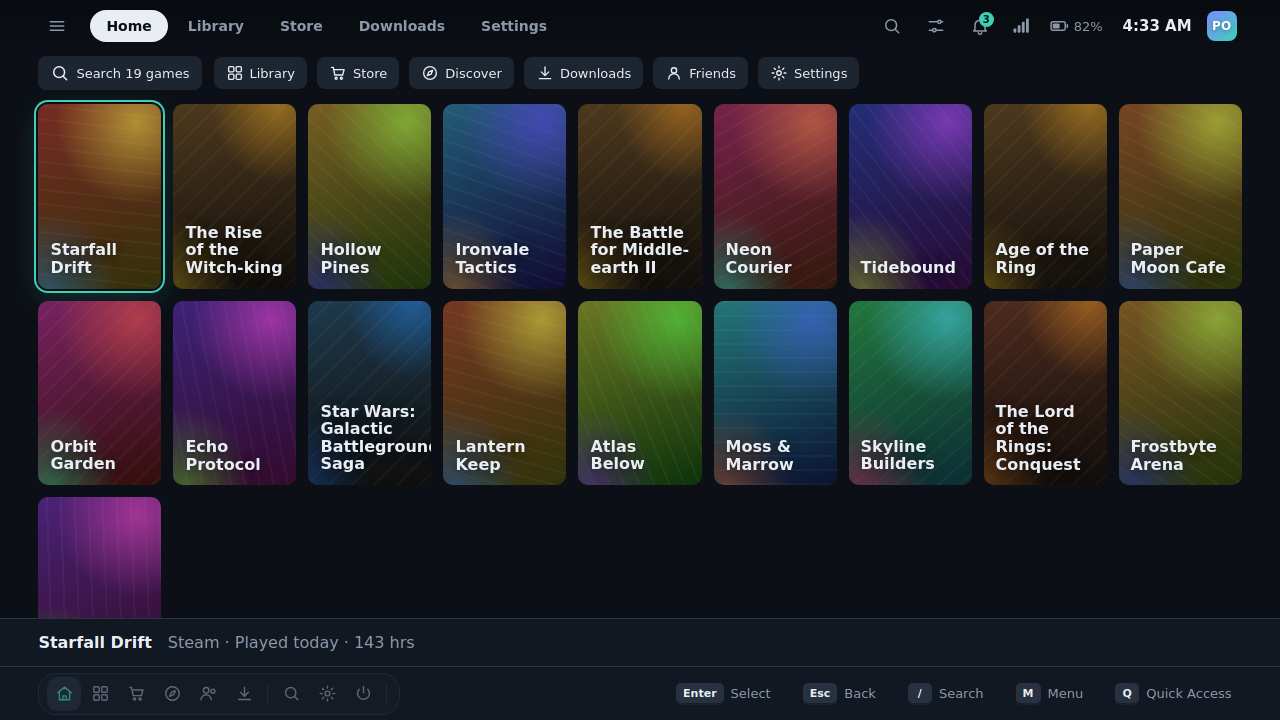 Home Library Store Downloads Settings 3 82% 4:33 AM PO
Search 19 games Library Store Discover Downloads Friends Settings
Starfall
Drift
The Rise
of the
Witch-king
Hollow
Pines
Ironvale
Tactics
The Battle
for Middle-
earth II
Neon
Courier
Tidebound
Age of the
Ring
Paper
Moon Cafe
Orbit
Garden
Echo
Protocol
Star Wars:
Galactic
Battlegroun
Saga
Lantern
Keep
Atlas
Below
Moss &
Marrow
Skyline
Builders
The Lord
of the
Rings:
Conquest
Frostbyte
Arena
Starfall Drift Steam · Played today · 143 hrs
Enter Select Esc Back / Search M Menu Q Quick Access